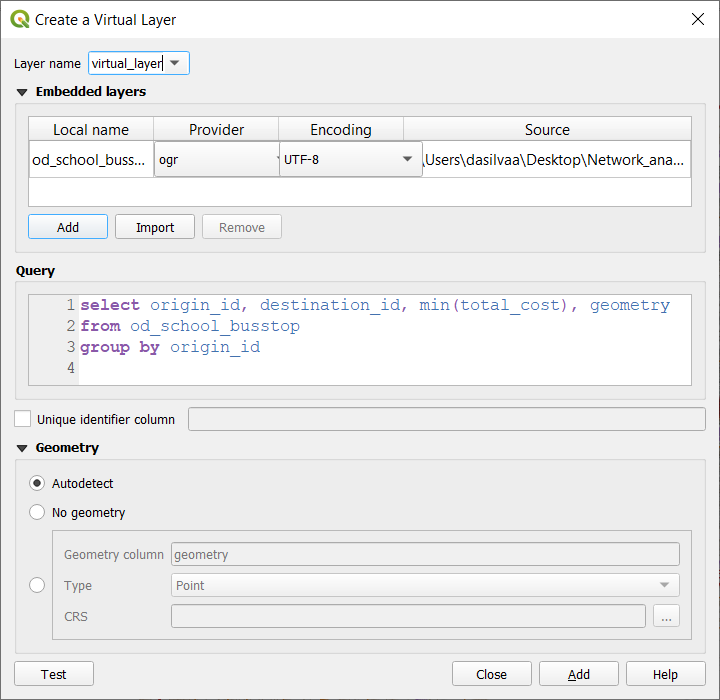 Create a Virtual Layer
Layer name virtual_layer
Embedded layers
Local name Provider Encoding Source
od_school_buss... ogr UTF-8 \Users\dasilvaa\Desktop\Network_ana...
Add Import Remove
Query
1 select origin_id, destination_id, min(total_cost), geometry
2 from od_school_busstop
3 group by origin_id
4
Unique identifier column
Geometry
Autodetect
No geometry
Geometry column geometry
Type Point
CRS ...
Test Close Add Help